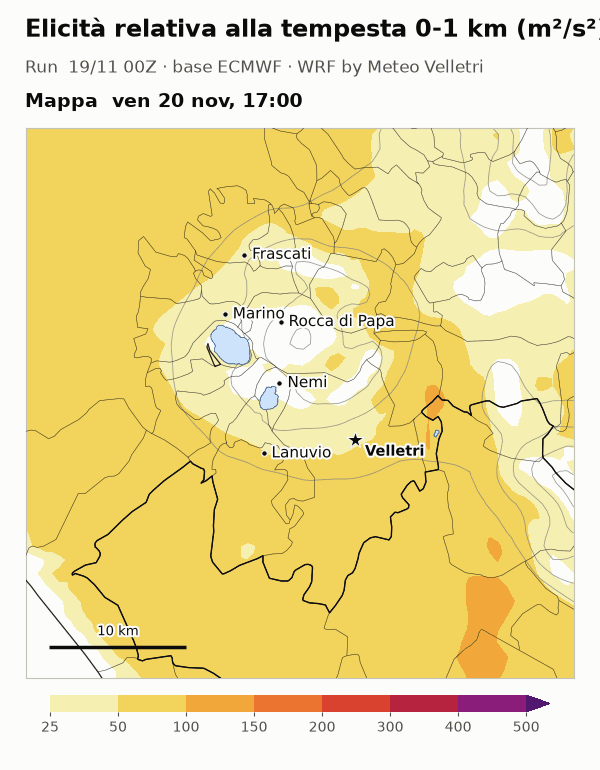 Elicità relativa alla tempesta 0-1 km (m²/s²)
Run  19/11 00Z · base ECMWF · WRF by Meteo Velletri
Mappa  ven 20 nov, 17:00
Frascati
Marino
Rocca di Papa
Nemi
Velletri
Lanuvio
10 km
25 50 100 150 200 300 400 500